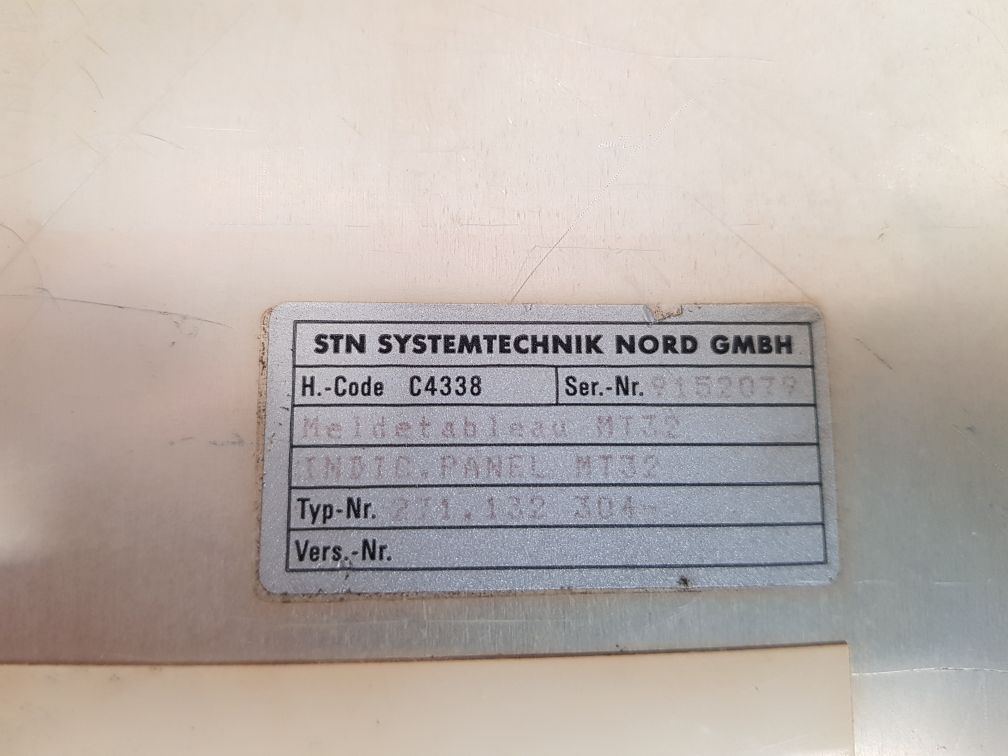 STN SYSTEMTECHNIK NORD GMBH
H.-Code C4338 Ser.-Nr. 9152079
Meldetableau MT32
INDIC.PANEL MT32
Typ-Nr. 271.132 304-
Vers.-Nr.